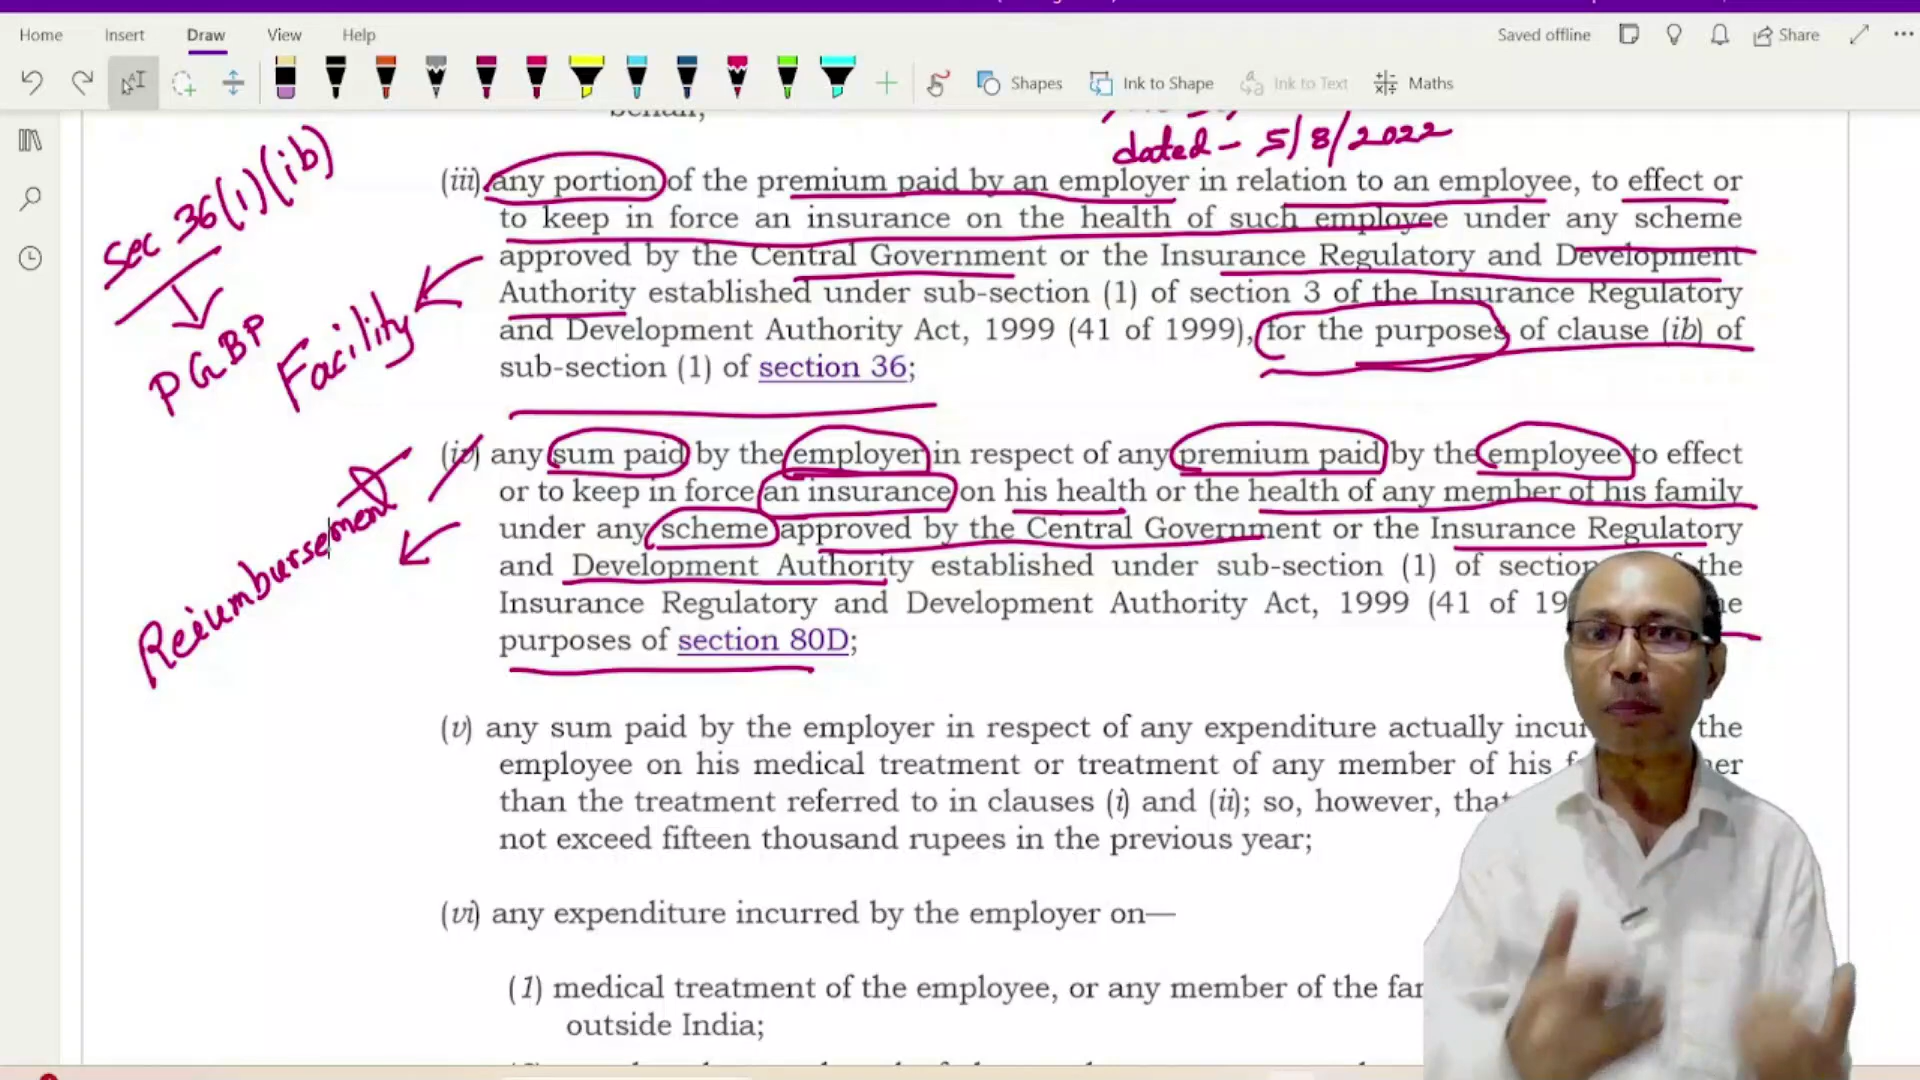 Home Insert Draw View Help Saved offline Share
Ink to Shape Ink to Text Maths
Shapes
dated - 5/8/2022
Sec 36(1)(ib)
PGBP
Facility
(iii) any portion of the premium paid by an employer in relation to an employee, to effect or
to keep in force an insurance on the health of such employee under any scheme
approved by the Central Government or the Insurance Regulatory and Development
Authority established under sub-section (1) of section 3 of the Insurance Regulatory
and Development Authority Act, 1999 (41 of 1999), for the purposes of clause (ib) of
sub-section (1) of section 36;
Reiumbursement
(iv) any sum paid by the employer in respect of any premium paid by the employee to effect
or to keep in force an insurance on his health or the health of any member of his family
under any scheme approved by the Central Government or the Insurance Regulatory
and Development Authority established under sub-section (1) of section the
Insurance Regulatory and Development Authority Act, 1999 (41 of
purposes of section 80D;
(v) any sum paid by the employer in respect of any expenditure actually the
employee on his medical treatment or treatment of any member of his
than the treatment referred to in clauses (i) and (ii); so, however,
not exceed fifteen thousand rupees in the previous year;
(vi) any expenditure incurred by the employer on—
(1) medical treatment of the employee, or any member of the
outside India;